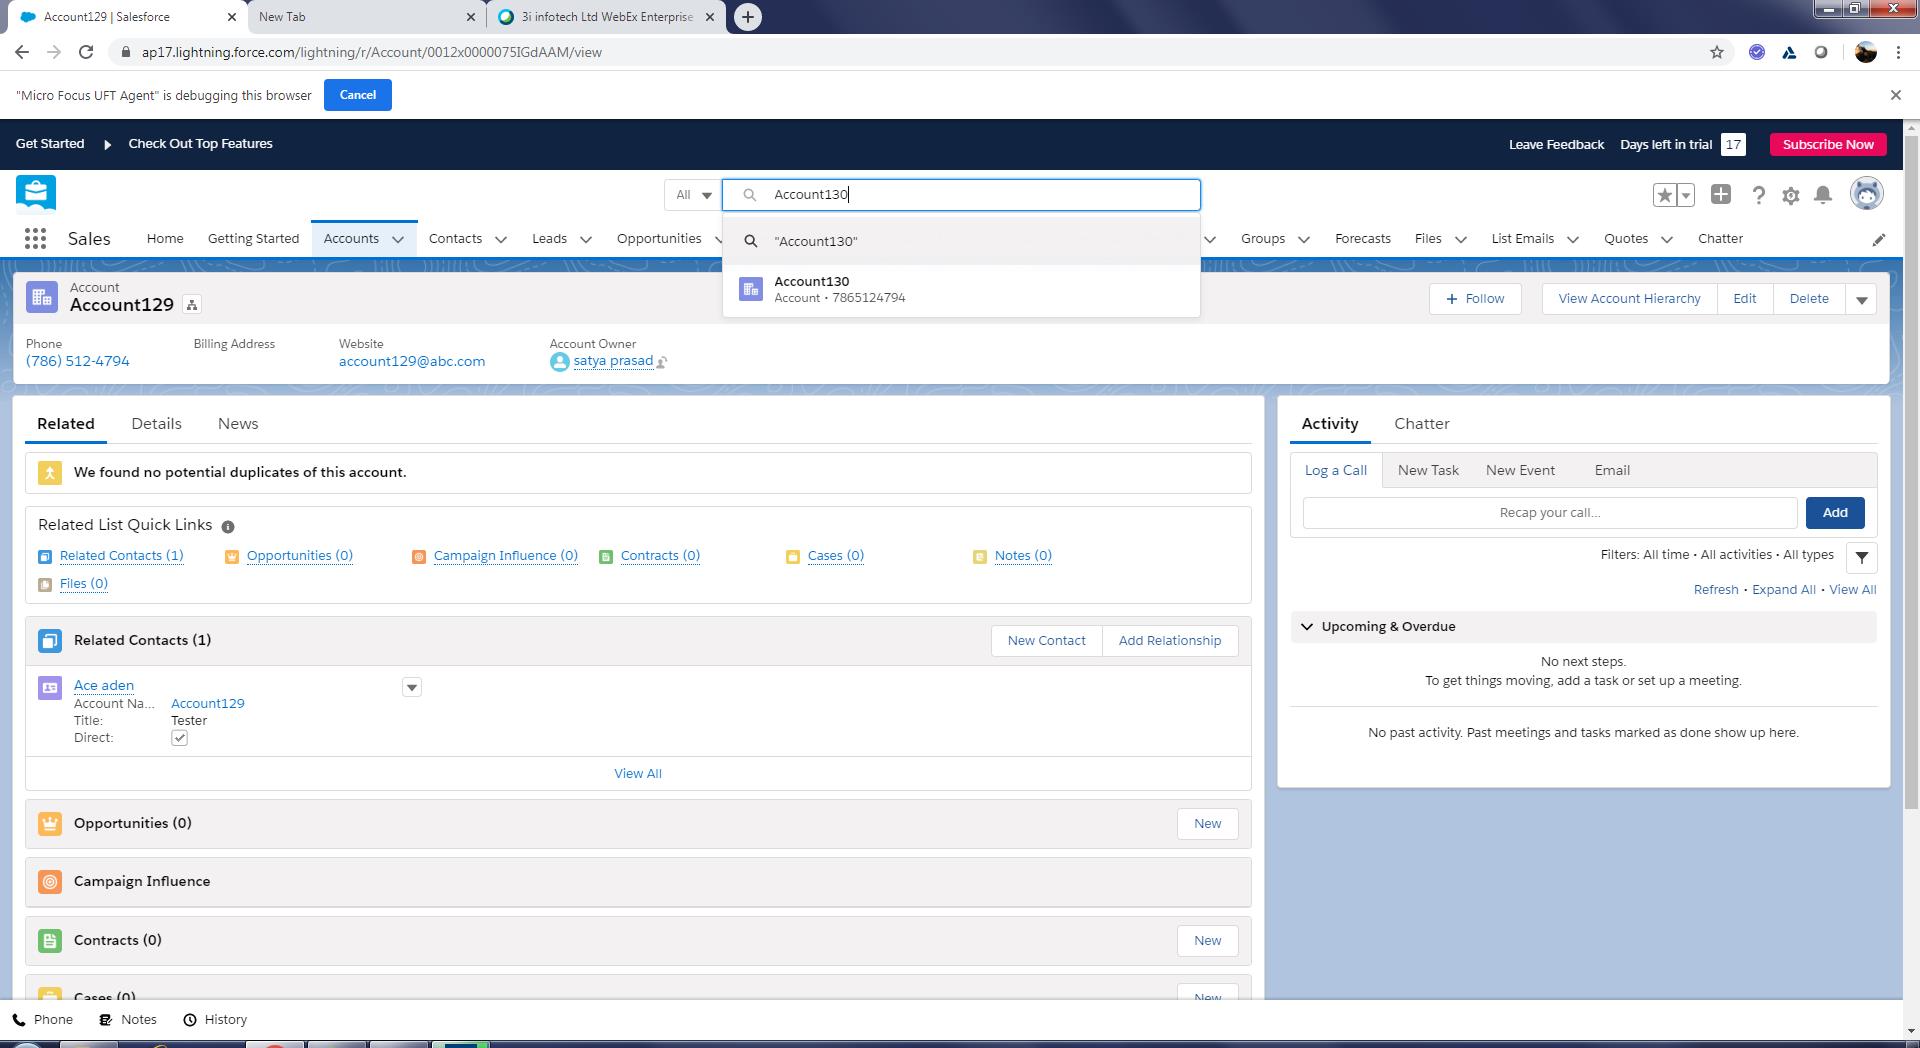 Account129 | Salesforce
New Tab
3i infotech Ltd WebEx Enterprise
ap17.lightning.force.com/lightning/r/Account/0012x0000075IGdAAM/view
"Micro Focus UFT Agent" is debugging this browser
Cancel
Get Started
Check Out Top Features
Leave Feedback
Days left in trial 17
Subscribe Now
All
Account130
Sales
Home
Getting Started
Accounts
Contacts
Leads
Opportunities
"Account130"
Groups
Forecasts
Files
List Emails
Quotes
Chatter
Account130
Account • 7865124794
Account
Account129
+ Follow
View Account Hierarchy
Edit
Delete
Phone
(786) 512-4794
Billing Address
Website
account129@abc.com
Account Owner
satya prasad
Related
Details
News
We found no potential duplicates of this account.
Related List Quick Links
Related Contacts (1)
Opportunities (0)
Campaign Influence (0)
Contracts (0)
Cases (0)
Notes (0)
Files (0)
Related Contacts (1)
New Contact
Add Relationship
Ace aden
Account Na... Account129
Title: Tester
Direct:
View All
Opportunities (0)
New
Campaign Influence
Contracts (0)
New
Cases (0)
New
Activity
Chatter
Log a Call
New Task
New Event
Email
Recap your call...
Add
Filters: All time • All activities • All types
Refresh • Expand All • View All
Upcoming & Overdue
No next steps.
To get things moving, add a task or set up a meeting.
No past activity. Past meetings and tasks marked as done show up here.
Phone
Notes
History